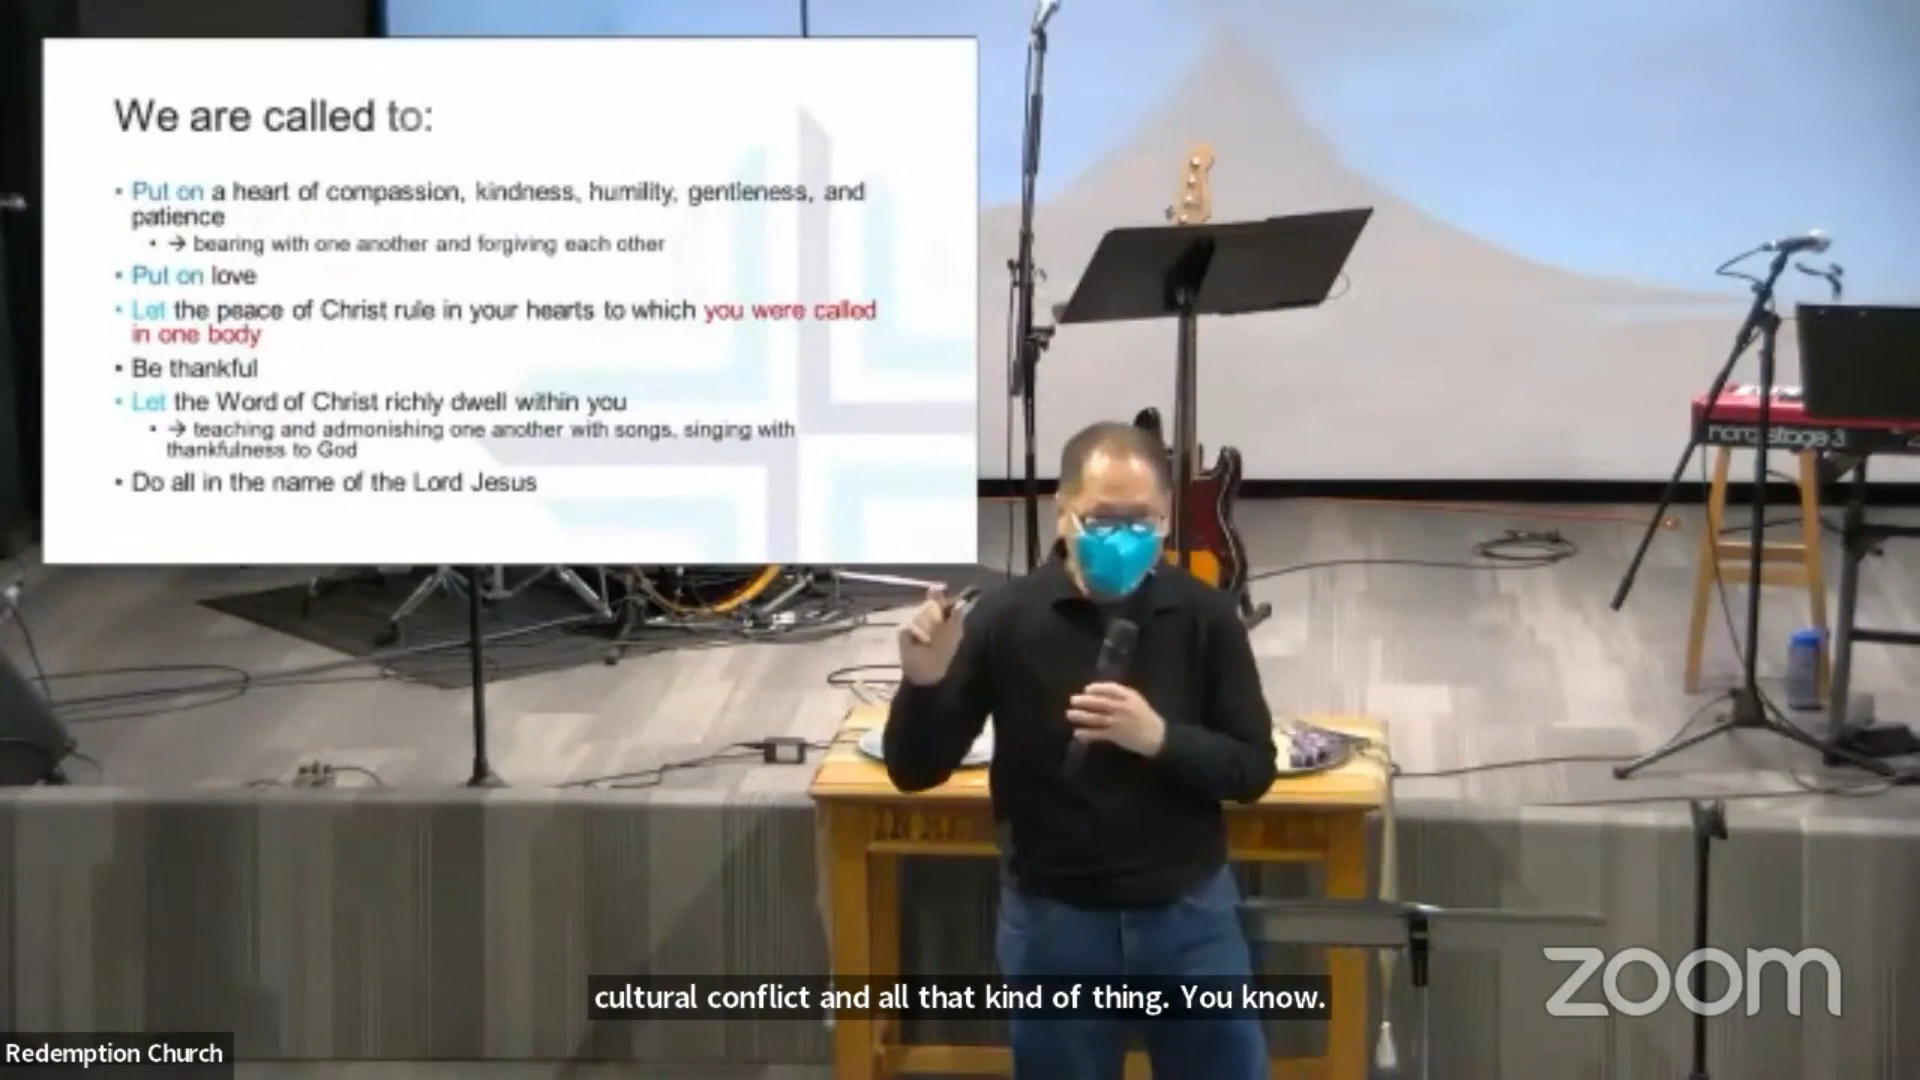 We are called to:
• Put on a heart of compassion, kindness, humility, gentleness, and
patience
• → bearing with one another and forgiving each other
• Put on love
• Let the peace of Christ rule in your hearts to which you were called
in one body
• Be thankful
• Let the Word of Christ richly dwell within you
• → teaching and admonishing one another with songs, singing with
thankfulness to God
• Do all in the name of the Lord Jesus
nord stage 3
cultural conflict and all that kind of thing. You know.
zoom
Redemption Church